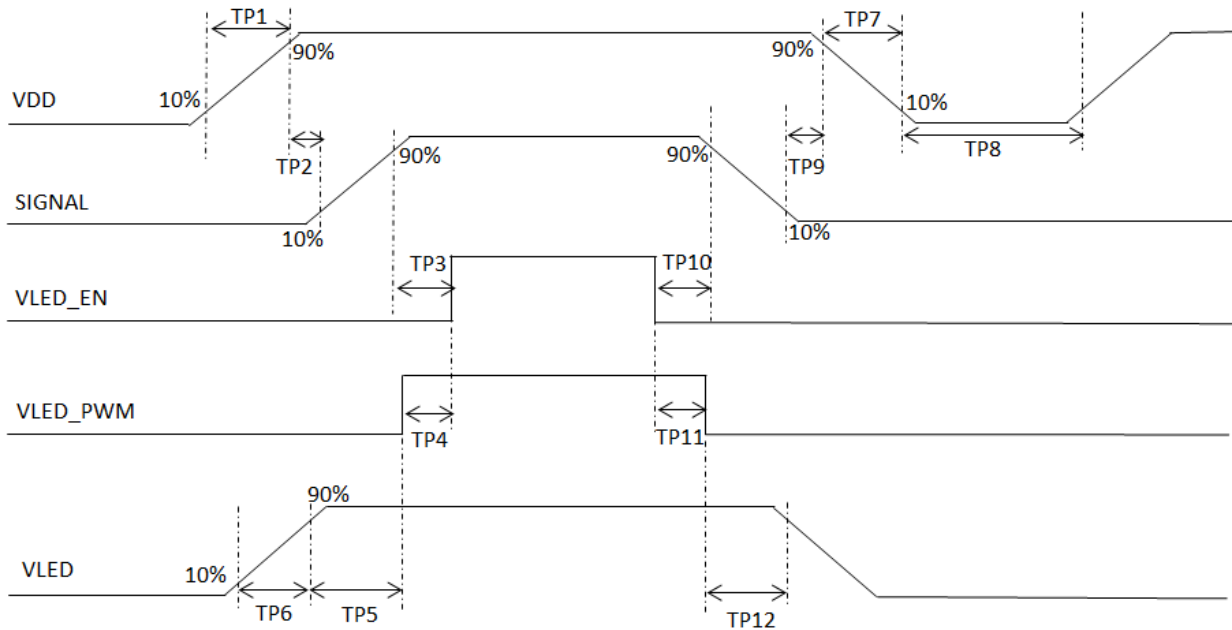 TP1
TP7
90%
90%
VDD
10%
10%
TP2
90%
90%
TP9
TP8
SIGNAL
10%
10%
TP3
TP10
VLED_EN
VLED_PWM
TP4
TP11
90%
VLED
10%
TP6
TP5
TP12